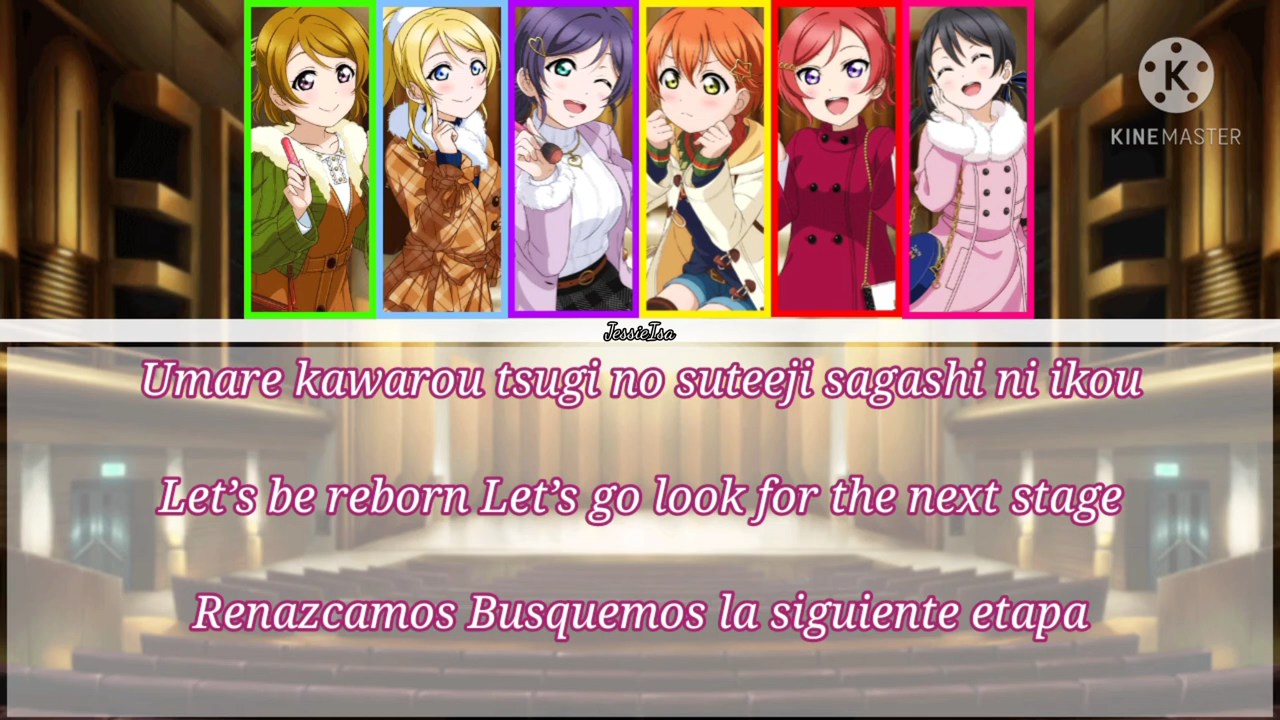 K
KINEMASTER
JessieIsa
Umare kawarou tsugi no suteeji sagashi ni ikou
Let's be reborn Let's go look for the next stage
Renazcamos Busquemos la siguiente etapa